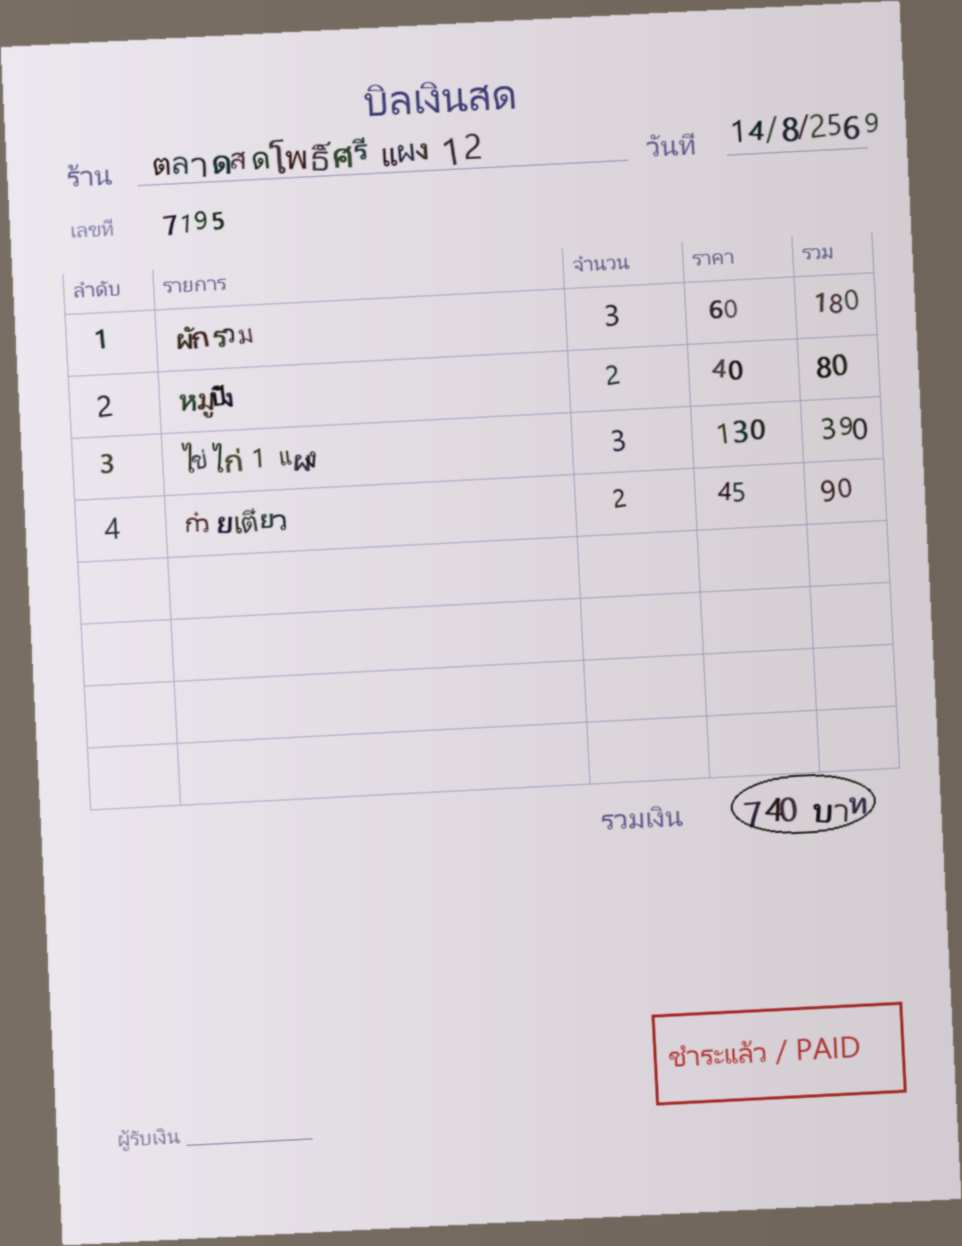 บิลเงินสด
ร้าน ตลาดสดโพธิ์ศรี แผง 12 วันที่ 14/8/2569
เลขที่ 7195
ลำดับ รายการ จำนวน ราคา รวม
1 ผักรวม 3 60 180
2 หมูปิ้ง 2 40 80
3 ไข่ไก่ 1 แผง 3 130 390
4 ก๋วยเตี๋ยว 2 45 90
รวมเงิน 740 บาท
ชำระแล้ว / PAID
ผู้รับเงิน